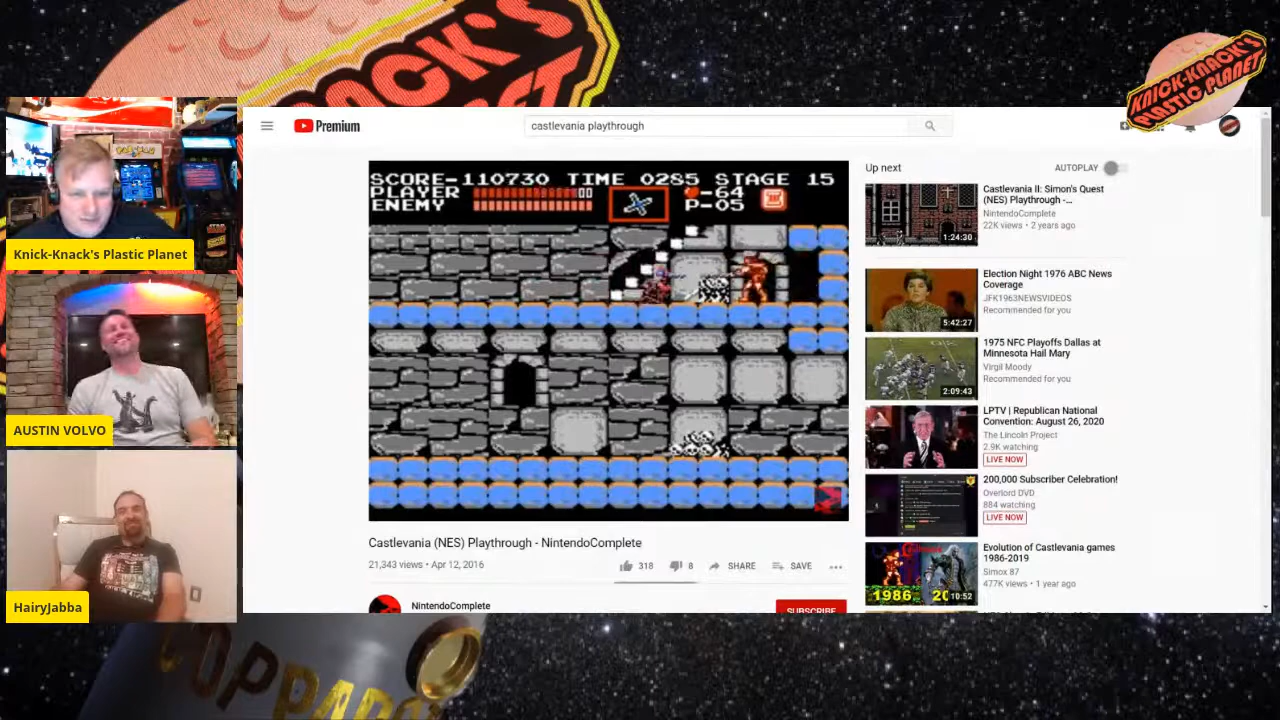 KNACK'S
KNICK-KNACK'S
PLASTIC PLANET
Premium
castlevania playthrough
SCORE-110730 TIME 0285 STAGE 15
PLAYER
-64
ENEMY
P-05
Up next
AUTOPLAY
Castlevania II: Simon's Quest
(NES) Playthrough -...
NintendoComplete
22K views • 2 years ago
1:24:30
Election Night 1976 ABC News
Coverage
JFK1963NEWSVIDEOS
Recommended for you
5:42:27
1975 NFC Playoffs Dallas at
Minnesota Hail Mary
Virgil Moody
Recommended for you
2:09:43
LPTV | Republican National
Convention: August 26, 2020
The Lincoln Project
2.9K watching
LIVE NOW
200,000 Subscriber Celebration!
Overlord DVD
884 watching
LIVE NOW
Evolution of Castlevania games
1986-2019
Simox 87
477K views • 1 year ago
1986
10:52
Castlevania (NES) Playthrough - NintendoComplete
21,343 views • Apr 12, 2016
318
8
SHARE
SAVE
NintendoComplete
SUBSCRIBE
Knick-Knack's Plastic Planet
AUSTIN VOLVO
HairyJabba